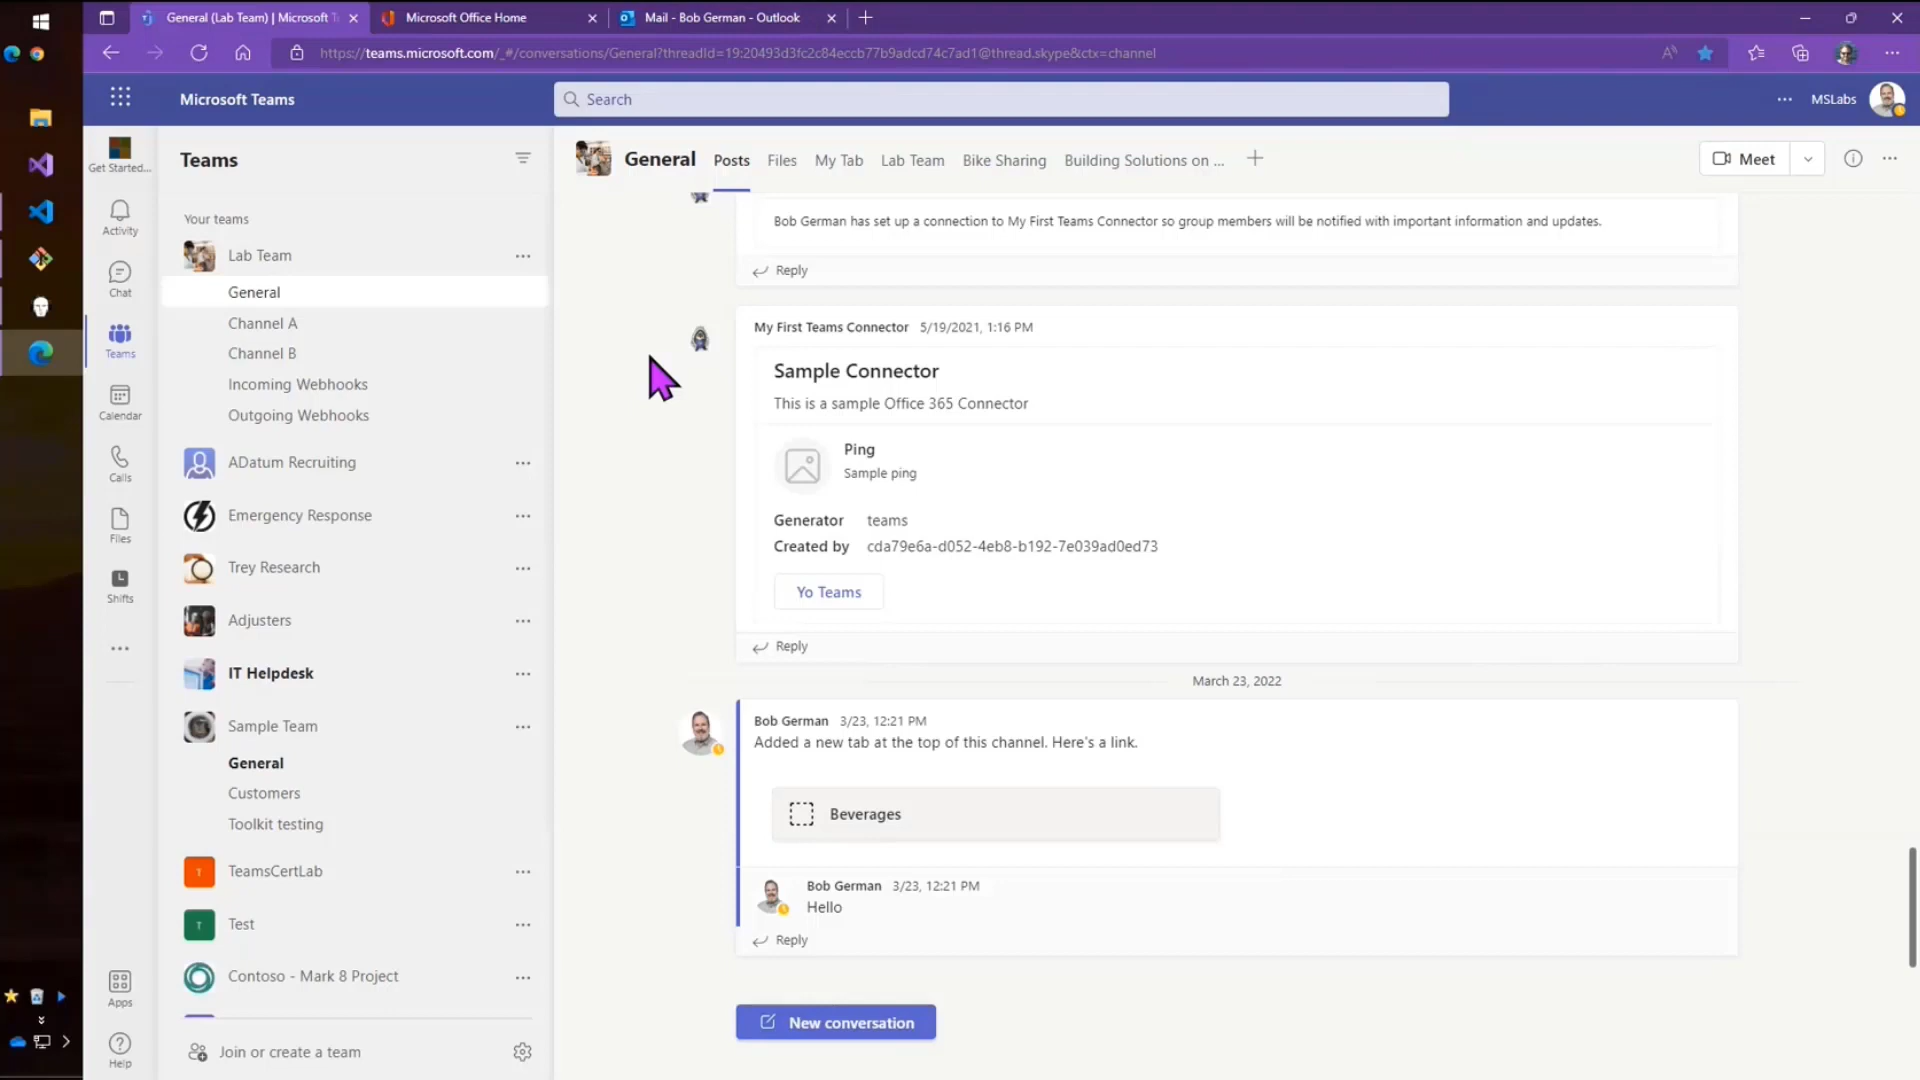 General (Lab Team) | Microsoft T
Microsoft Office Home
Mail - Bob German - Outlook
https://teams.microsoft.com/_#/conversations/General?threadId=19:20493d3fc2c84eccb77b9adcd74c7ad1@thread.skype&ctx=channel
Microsoft Teams
Search
MSLabs
Get Started...
Activity
Chat
Teams
Calendar
Calls
Files
Shifts
Apps
Help
Teams
Your teams
Lab Team
General
Channel A
Channel B
Incoming Webhooks
Outgoing Webhooks
ADatum Recruiting
Emergency Response
Trey Research
Adjusters
IT Helpdesk
Sample Team
General
Customers
Toolkit testing
T
TeamsCertLab
T
Test
Contoso - Mark 8 Project
Join or create a team
General
Posts
Files
My Tab
Lab Team
Bike Sharing
Building Solutions on ...
Meet
Bob German has set up a connection to My First Teams Connector so group members will be notified with important information and updates.
Reply
My First Teams Connector 5/19/2021, 1:16 PM
Sample Connector
This is a sample Office 365 Connector
Ping
Sample ping
Generator teams
Created by cda79e6a-d052-4eb8-b192-7e039ad0ed73
Yo Teams
Reply
March 23, 2022
Bob German 3/23, 12:21 PM
Added a new tab at the top of this channel. Here's a link.
Beverages
Bob German 3/23, 12:21 PM
Hello
Reply
New conversation